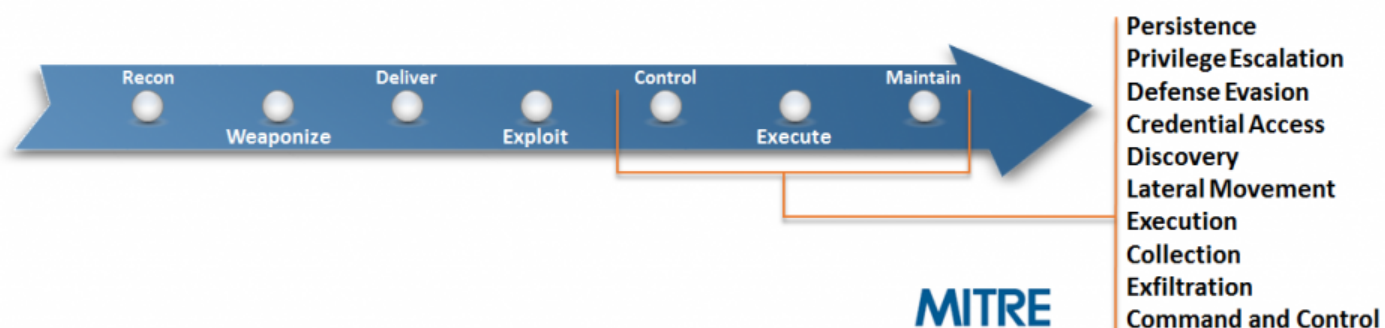 Recon
Weaponize
Deliver
Exploit
Control
Execute
Maintain
Persistence
Privilege Escalation
Defense Evasion
Credential Access
Discovery
Lateral Movement
Execution
Collection
Exfiltration
Command and Control
MITRE